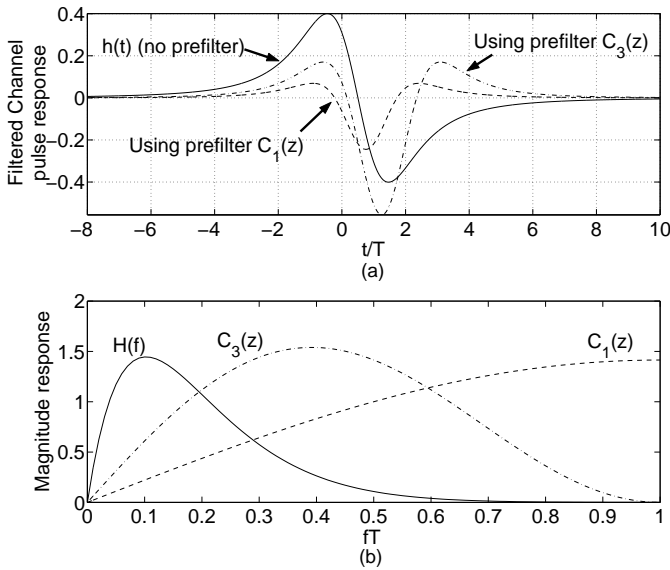 0.4
0.2
0
−0.2
−0.4
h(t) (no prefilter)
Using prefilter C3(z)
Using prefilter C1(z)
Filtered Channel
pulse response
−8 −6 −4 −2 0 2 4 6 8 10
t/T
(a)
2
1.5
1
0.5
0
H(f)
C3(z)
C1(z)
Magnitude response
0 0.1 0.2 0.3 0.4 0.5 0.6 0.7 0.8 0.9 1
fT
(b)